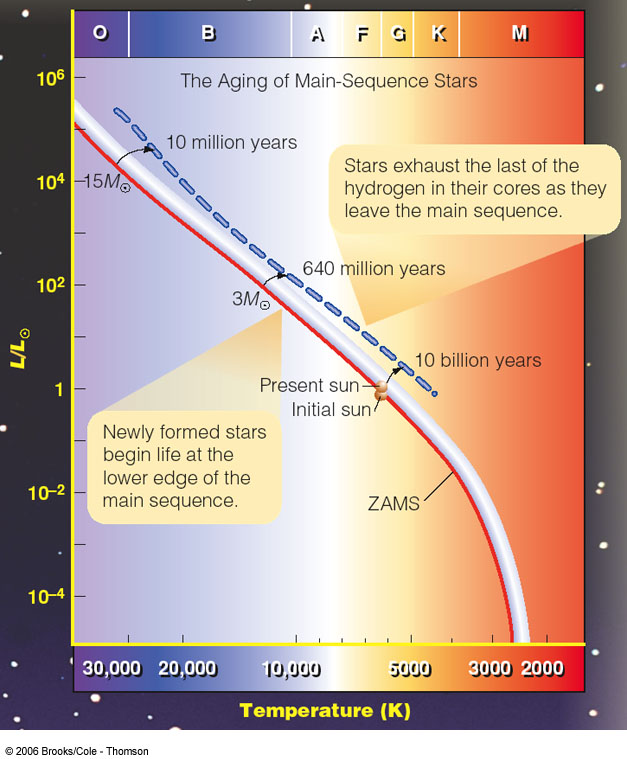 O B A F G K M
The Aging of Main-Sequence Stars
10⁶
10 million years
Stars exhaust the last of the
hydrogen in their cores as they
leave the main sequence.
10⁴
15M☉
640 million years
10²
3M☉
L/L☉
10 billion years
1
Present sun
Initial sun
Newly formed stars
begin life at the
lower edge of the
main sequence.
10⁻²
ZAMS
10⁻⁴
30,000 20,000 10,000 5000 3000 2000
Temperature (K)
© 2006 Brooks/Cole - Thomson